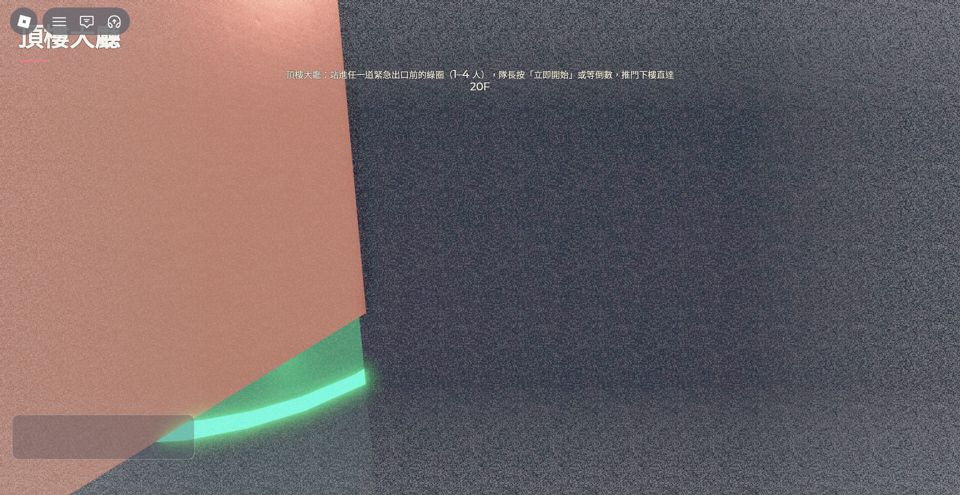 頂樓大廳
頂樓大廳：站進任一道緊急出口前的綠圈（1–4 人），隊長按「立即開始」或等倒數，推門下樓直達
20F